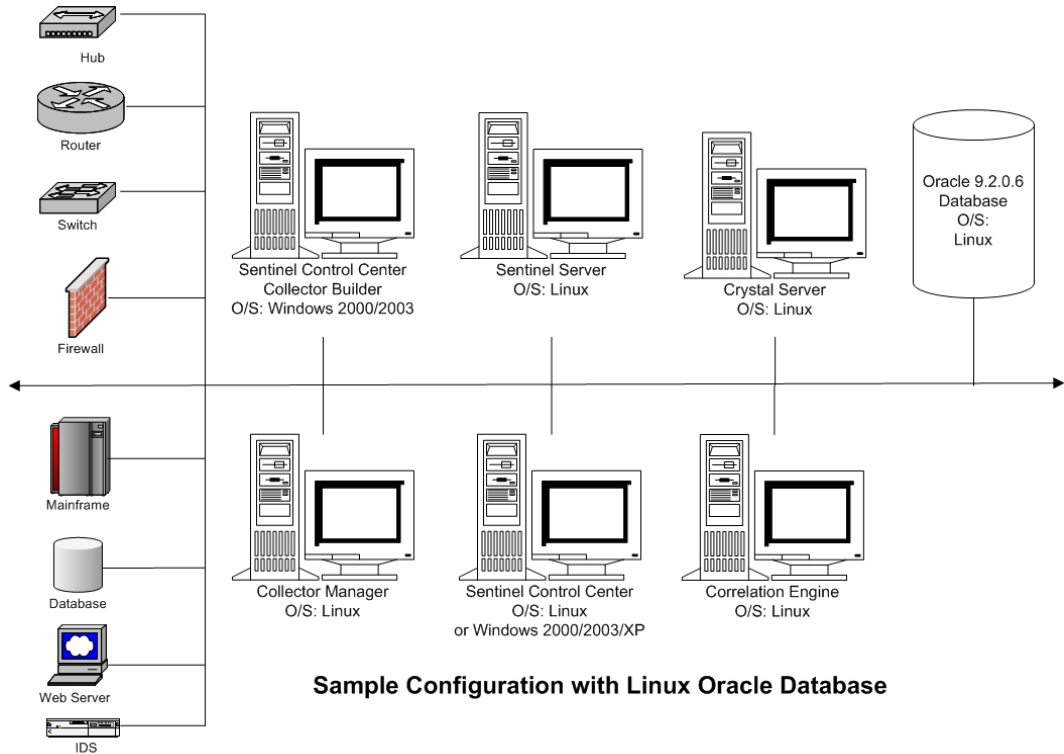 Hub
Router
Switch
Firewall
Mainframe
Database
Web Server
IDS
Sentinel Control Center
Collector Builder
O/S: Windows 2000/2003
Sentinel Server
O/S: Linux
Crystal Server
O/S: Linux
Oracle 9.2.0.6
Database
O/S:
Linux
Collector Manager
O/S: Linux
Sentinel Control Center
O/S: Linux
or Windows 2000/2003/XP
Correlation Engine
O/S: Linux
Sample Configuration with Linux Oracle Database